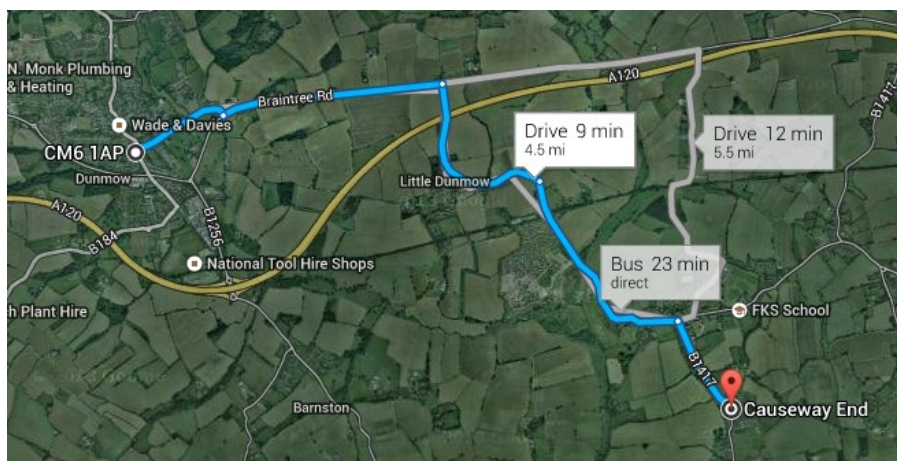 N. Monk Plumbing
& Heating
Wade & Davies
CM6 1AP
Dunmow
Braintree Rd
A120
B1417
Drive 9 min
4.5 mi
Drive 12 min
5.5 mi
Little Dunmow
A120
B184
B1256
National Tool Hire Shops
Bus 23 min
direct
h Plant Hire
FKS School
B1417
Barnston
Causeway End